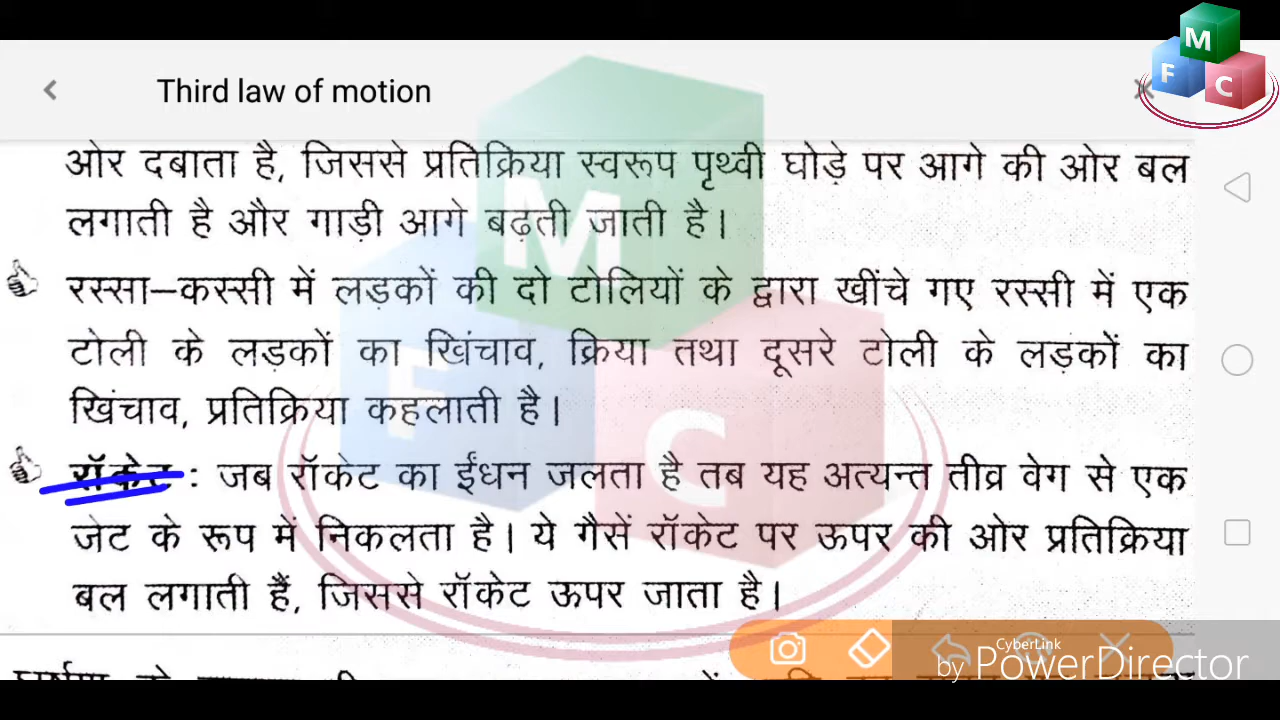 M
F
C
Third law of motion
ओर दबाता है, जिससे प्रतिक्रिया स्वरूप पृथ्वी घोड़े पर आगे की ओर बल
लगाती है और गाड़ी आगे बढ़ती जाती है।
रस्सा–कस्सी में लड़कों की दो टोलियों के द्वारा खींचे गए रस्सी में एक
टोली के लड़कों का खिंचाव, क्रिया तथा दूसरे टोली के लड़कों का
खिंचाव, प्रतिक्रिया कहलाती है।
रॉकेट : जब रॉकेट का ईंधन जलता है तब यह अत्यन्त तीव्र वेग से एक
जेट के रूप में निकलता है। ये गैसें रॉकेट पर ऊपर की ओर प्रतिक्रिया
बल लगाती हैं, जिससे रॉकेट ऊपर जाता है।
M
F
C
CyberLink
by PowerDirector